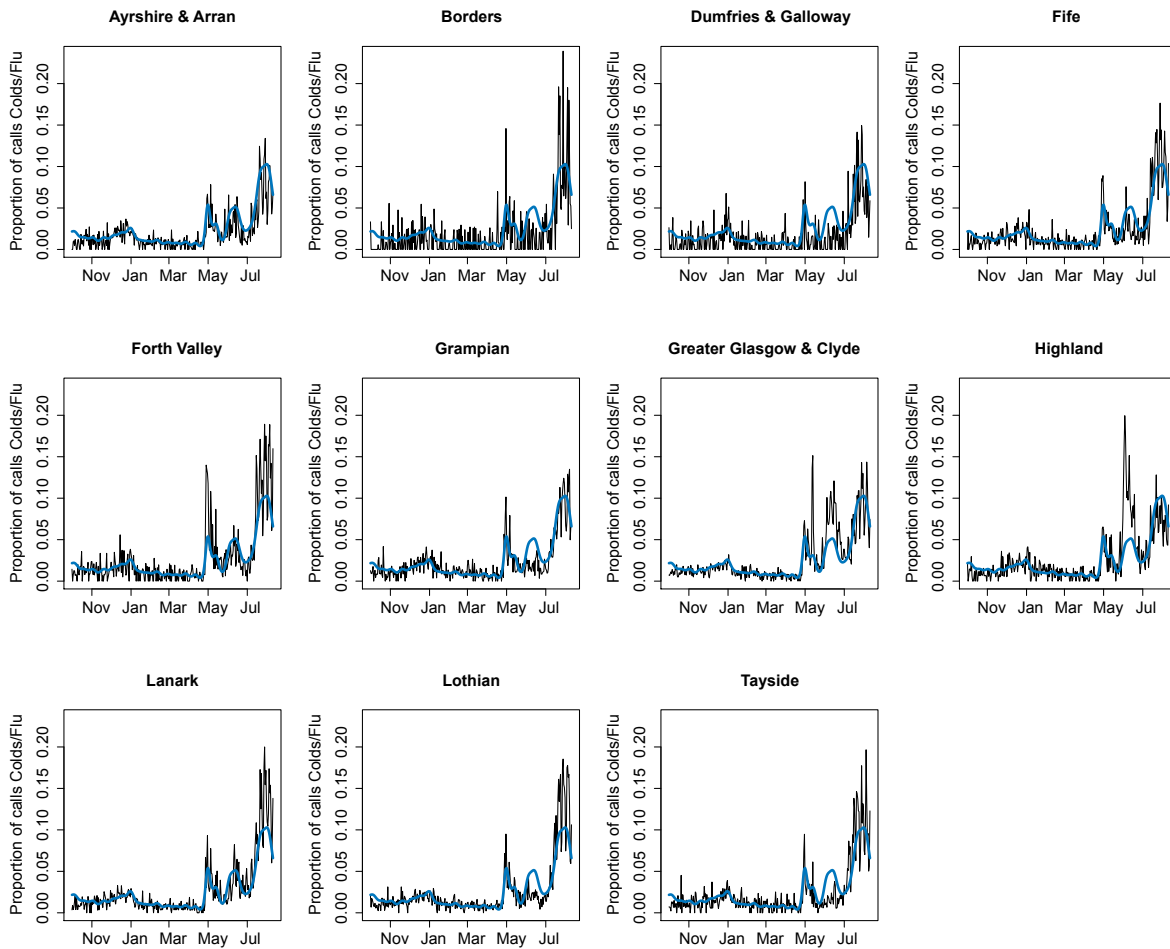 Ayrshire & Arran
Borders
Dumfries & Galloway
Fife
Proportion of calls Colds/Flu
0.00 0.05 0.10 0.15 0.20
Nov Jan Mar May Jul
Proportion of calls Colds/Flu
0.00 0.05 0.10 0.15 0.20
Nov Jan Mar May Jul
Proportion of calls Colds/Flu
0.00 0.05 0.10 0.15 0.20
Nov Jan Mar May Jul
Proportion of calls Colds/Flu
0.00 0.05 0.10 0.15 0.20
Nov Jan Mar May Jul
Forth Valley
Grampian
Greater Glasgow & Clyde
Highland
Proportion of calls Colds/Flu
0.00 0.05 0.10 0.15 0.20
Nov Jan Mar May Jul
Proportion of calls Colds/Flu
0.00 0.05 0.10 0.15 0.20
Nov Jan Mar May Jul
Proportion of calls Colds/Flu
0.00 0.05 0.10 0.15 0.20
Nov Jan Mar May Jul
Proportion of calls Colds/Flu
0.00 0.05 0.10 0.15 0.20
Nov Jan Mar May Jul
Lanark
Lothian
Tayside
Proportion of calls Colds/Flu
0.00 0.05 0.10 0.15 0.20
Nov Jan Mar May Jul
Proportion of calls Colds/Flu
0.00 0.05 0.10 0.15 0.20
Nov Jan Mar May Jul
Proportion of calls Colds/Flu
0.00 0.05 0.10 0.15 0.20
Nov Jan Mar May Jul